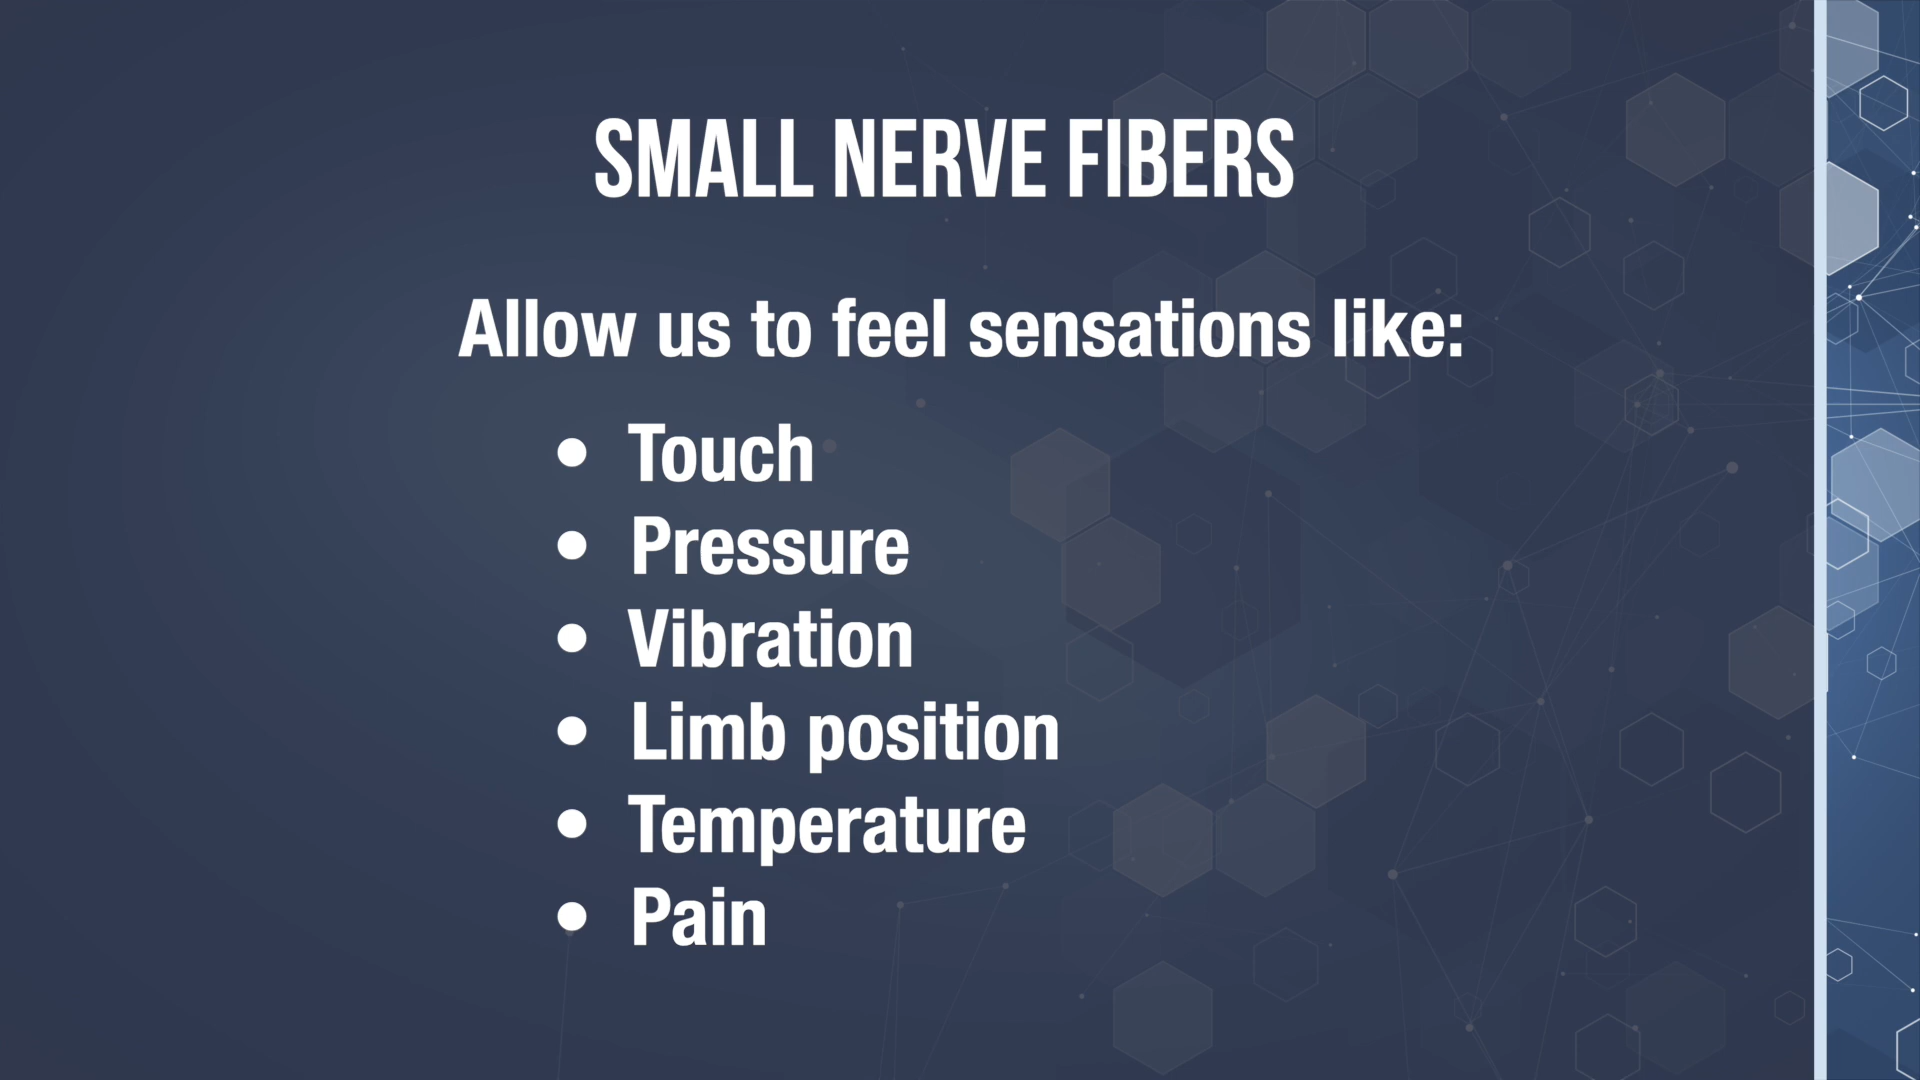 SMALL NERVE FIBERS
Allow us to feel sensations like:
• Touch
• Pressure
• Vibration
• Limb position
• Temperature
• Pain